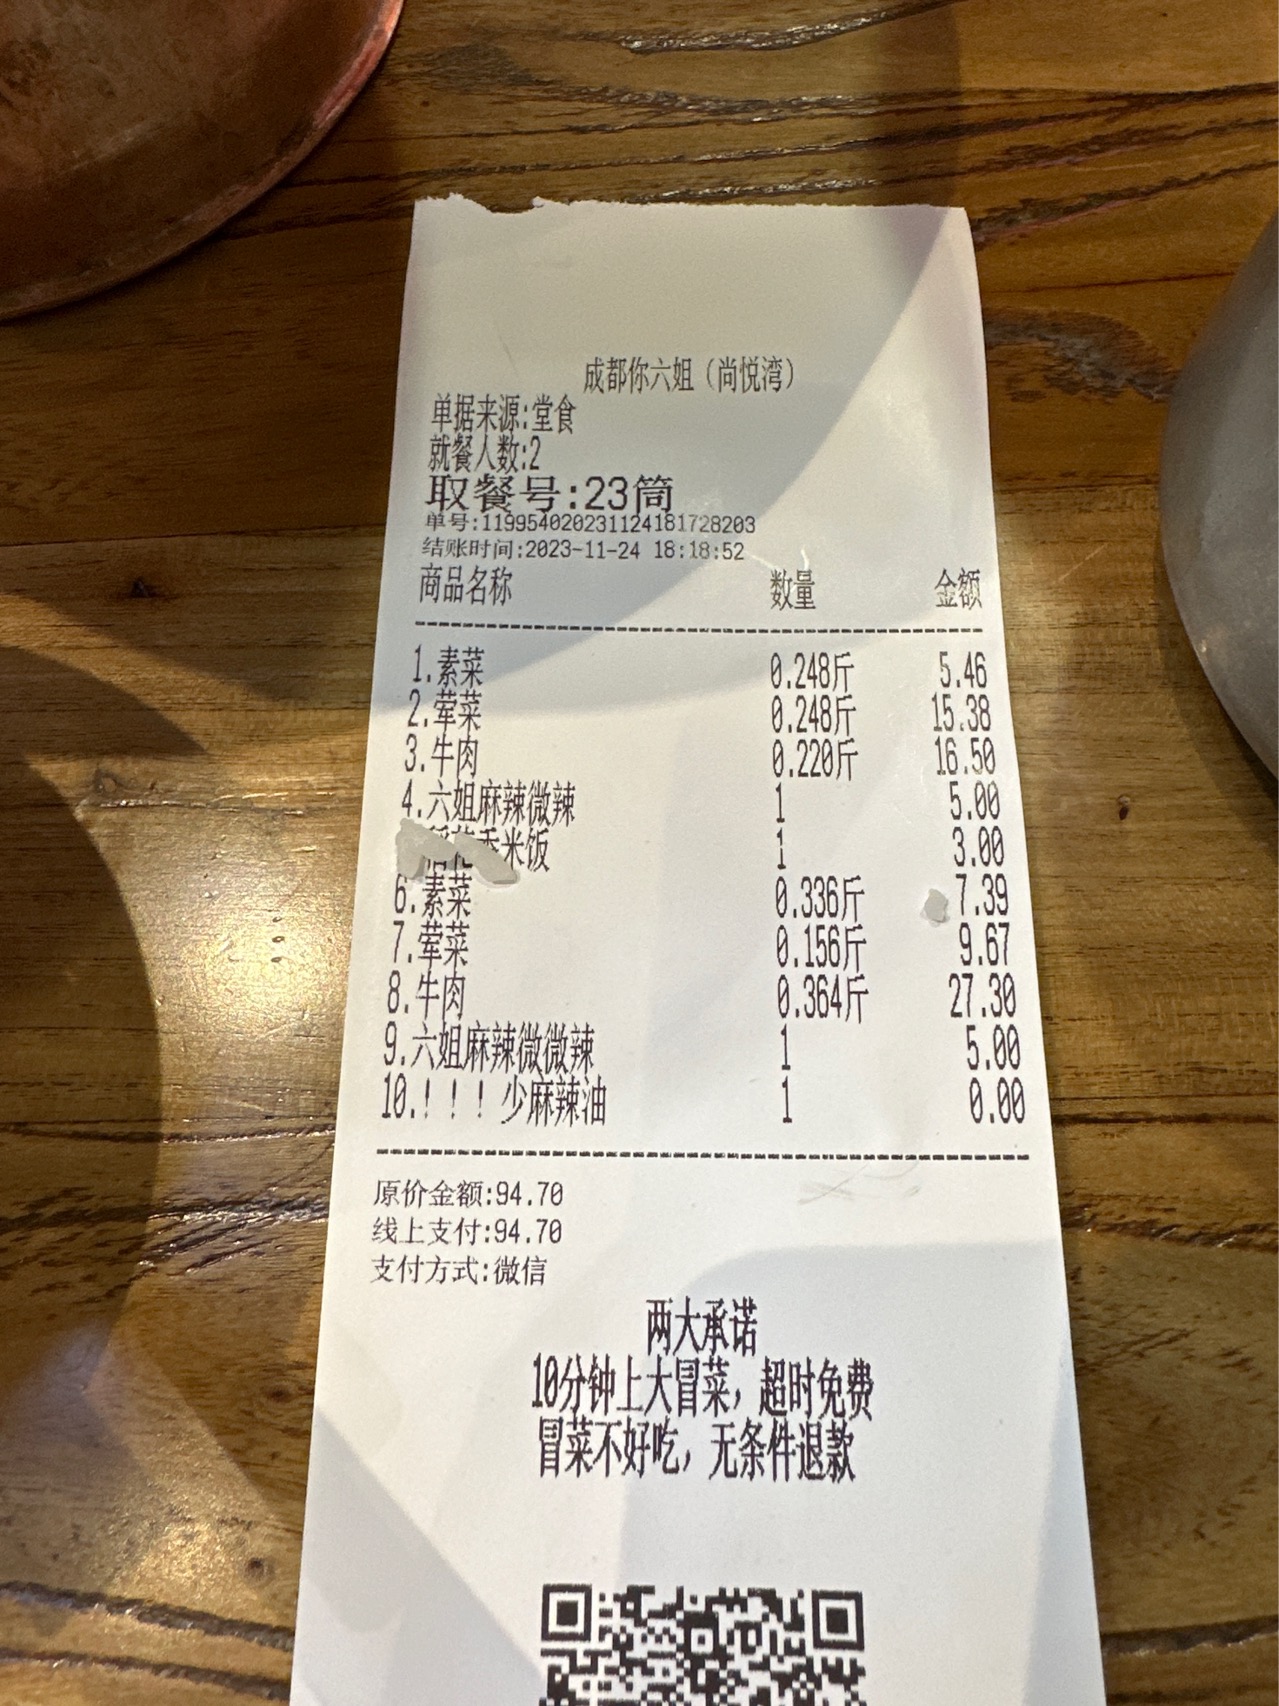 成都你六姐（尚悦湾）
单据来源:堂食
就餐人数:2
取餐号:23筒
单号:119954020231124181728203
结账时间:2023-11-24 18:18:52
商品名称 数量 金额
1.素菜 0.248斤 5.46
2.荤菜 0.248斤 15.38
3.牛肉 0.220斤 16.50
4.六姐麻辣微辣 1 5.00
香米饭 1 3.00
6.素菜 0.336斤 7.39
7.荤菜 0.156斤 9.67
8.牛肉 0.364斤 27.30
9.六姐麻辣微微辣 1 5.00
10.！！！少麻辣油 1 0.00
原价金额:94.70
线上支付:94.70
支付方式:微信
两大承诺
10分钟上大冒菜，超时免费
冒菜不好吃，无条件退款